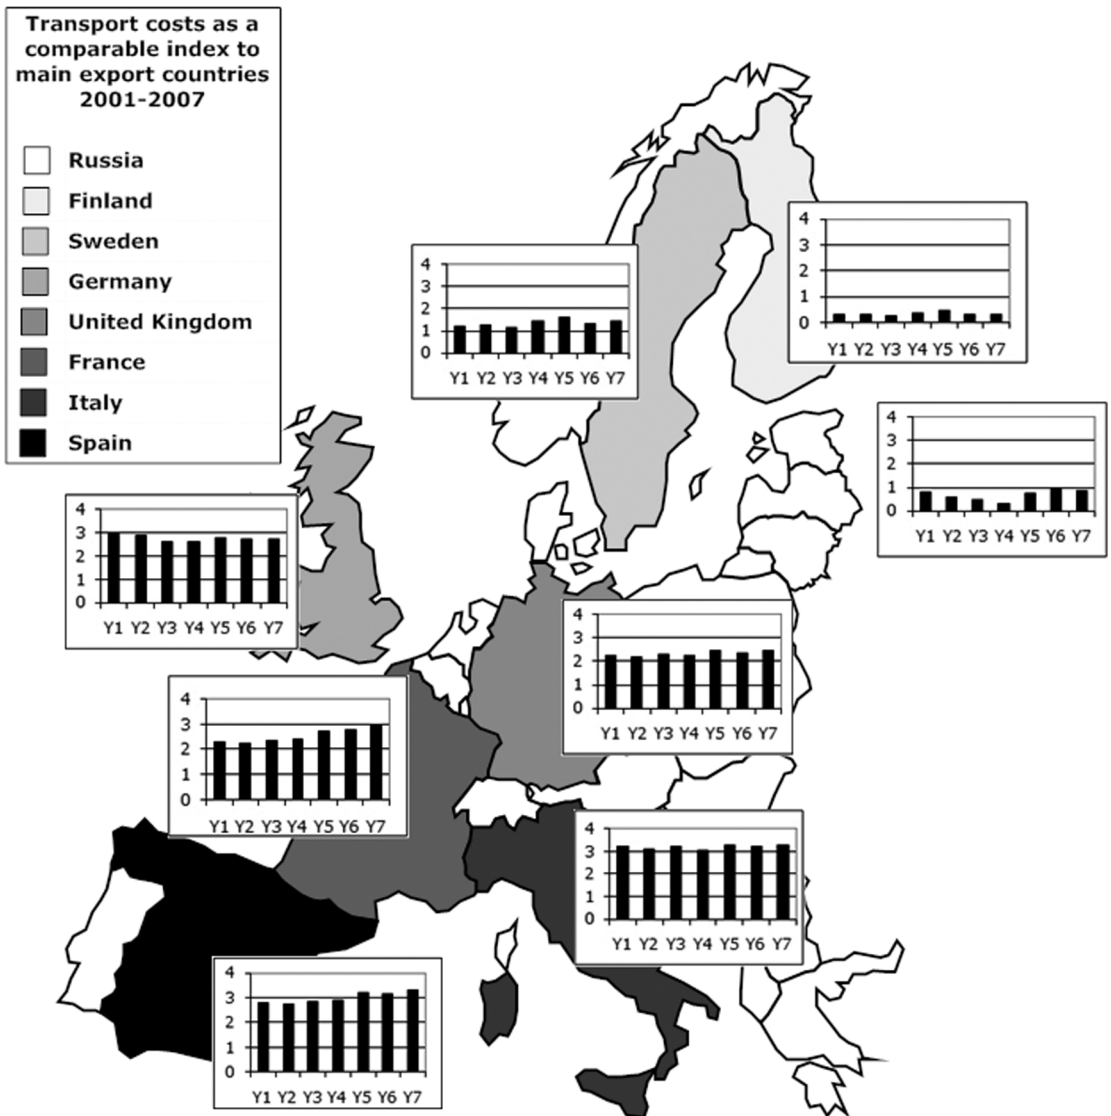 Transport costs as a
comparable index to
main export countries
2001-2007
Russia
Finland
Sweden
Germany
United Kingdom
France
Italy
Spain
4
3
2
1
0
Y1 Y2 Y3 Y4 Y5 Y6 Y7
4
3
2
1
0
Y1 Y2 Y3 Y4 Y5 Y6 Y7
4
3
2
1
0
Y1 Y2 Y3 Y4 Y5 Y6 Y7
4
3
2
1
0
Y1 Y2 Y3 Y4 Y5 Y6 Y7
4
3
2
1
0
Y1 Y2 Y3 Y4 Y5 Y6 Y7
4
3
2
1
0
Y1 Y2 Y3 Y4 Y5 Y6 Y7
4
3
2
1
0
Y1 Y2 Y3 Y4 Y5 Y6 Y7
4
3
2
1
0
Y1 Y2 Y3 Y4 Y5 Y6 Y7